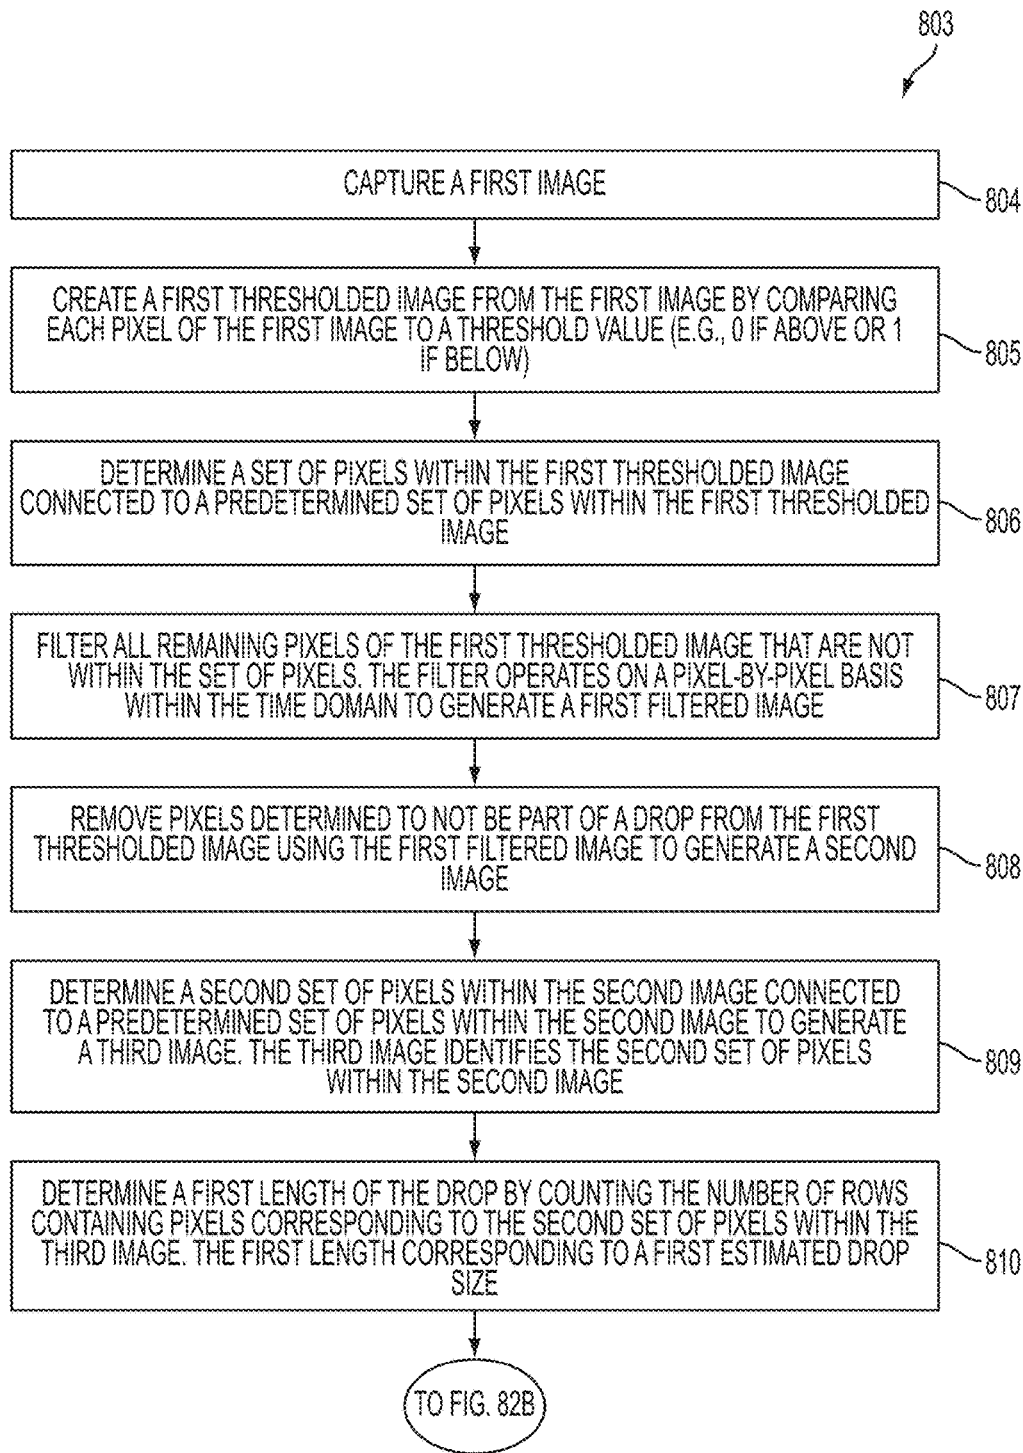 803
CAPTURE A FIRST IMAGE
804
CREATE A FIRST THRESHOLDED IMAGE FROM THE FIRST IMAGE BY COMPARING
EACH PIXEL OF THE FIRST IMAGE TO A THRESHOLD VALUE (E.G., 0 IF ABOVE OR 1
IF BELOW)
805
DETERMINE A SET OF PIXELS WITHIN THE FIRST THRESHOLDED IMAGE
CONNECTED TO A PREDETERMINED SET OF PIXELS WITHIN THE FIRST THRESHOLDED
IMAGE
806
FILTER ALL REMAINING PIXELS OF THE FIRST THRESHOLDED IMAGE THAT ARE NOT
WITHIN THE SET OF PIXELS. THE FILTER OPERATES ON A PIXEL-BY-PIXEL BASIS
WITHIN THE TIME DOMAIN TO GENERATE A FIRST FILTERED IMAGE
807
REMOVE PIXELS DETERMINED TO NOT BE PART OF A DROP FROM THE FIRST
THRESHOLDED IMAGE USING THE FIRST FILTERED IMAGE TO GENERATE A SECOND
IMAGE
808
DETERMINE A SECOND SET OF PIXELS WITHIN THE SECOND IMAGE CONNECTED
TO A PREDETERMINED SET OF PIXELS WITHIN THE SECOND IMAGE TO GENERATE
A THIRD IMAGE. THE THIRD IMAGE IDENTIFIES THE SECOND SET OF PIXELS
WITHIN THE SECOND IMAGE
809
DETERMINE A FIRST LENGTH OF THE DROP BY COUNTING THE NUMBER OF ROWS
CONTAINING PIXELS CORRESPONDING TO THE SECOND SET OF PIXELS WITHIN THE
THIRD IMAGE. THE FIRST LENGTH CORRESPONDING TO A FIRST ESTIMATED DROP
SIZE
810
TO FIG. 82B